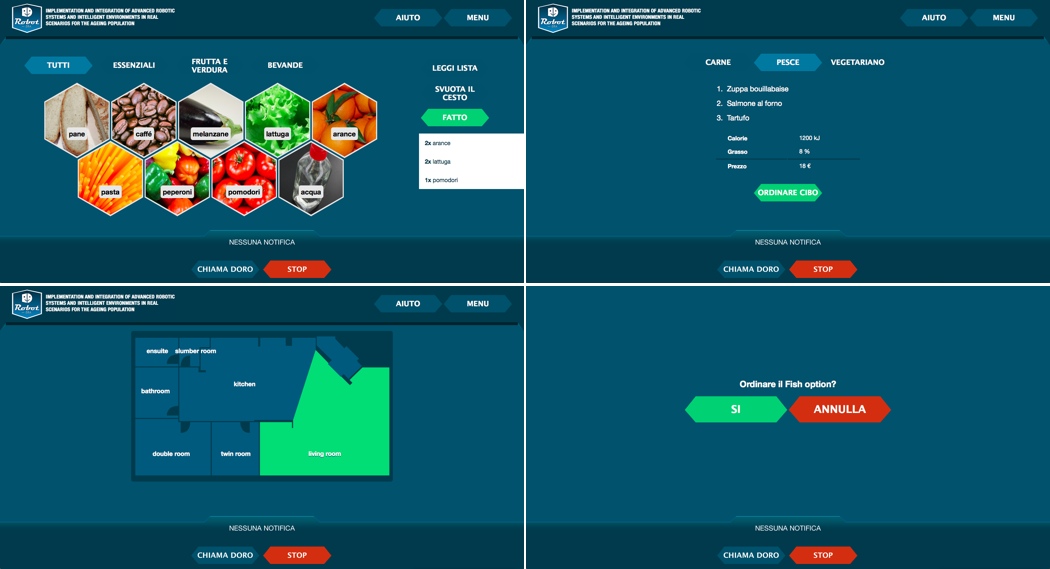 Robot
IMPLEMENTATION AND INTEGRATION OF ADVANCED ROBOTIC
SYSTEMS AND INTELLIGENT ENVIRONMENTS IN REAL
SCENARIOS FOR THE AGEING POPULATION
AIUTO
MENU
TUTTI
ESSENZIALI
FRUTTA E
VERDURA
BEVANDE
LEGGI LISTA
SVUOTA IL
CESTO
FATTO
pane
caffé
melanzane
lattuga
arance
pasta
peperoni
pomodori
acqua
2x arance
2x lattuga
1x pomodori
NESSUNA NOTIFICA
CHIAMA DORO
STOP
Robot
IMPLEMENTATION AND INTEGRATION OF ADVANCED ROBOTIC
SYSTEMS AND INTELLIGENT ENVIRONMENTS IN REAL
SCENARIOS FOR THE AGEING POPULATION
AIUTO
MENU
CARNE
PESCE
VEGETARIANO
1. Zuppa bouillabaise
2. Salmone al forno
3. Tartufo
Calorie 1200 kJ
Grasso 8 %
Prezzo 18 €
ORDINARE CIBO
NESSUNA NOTIFICA
CHIAMA DORO
STOP
Robot
IMPLEMENTATION AND INTEGRATION OF ADVANCED ROBOTIC
SYSTEMS AND INTELLIGENT ENVIRONMENTS IN REAL
SCENARIOS FOR THE AGEING POPULATION
AIUTO
MENU
ensuite
slumber room
kitchen
bathroom
double room
twin room
living room
NESSUNA NOTIFICA
CHIAMA DORO
STOP
Ordinare il Fish option?
SI
ANNULLA
NESSUNA NOTIFICA
CHIAMA DORO
STOP